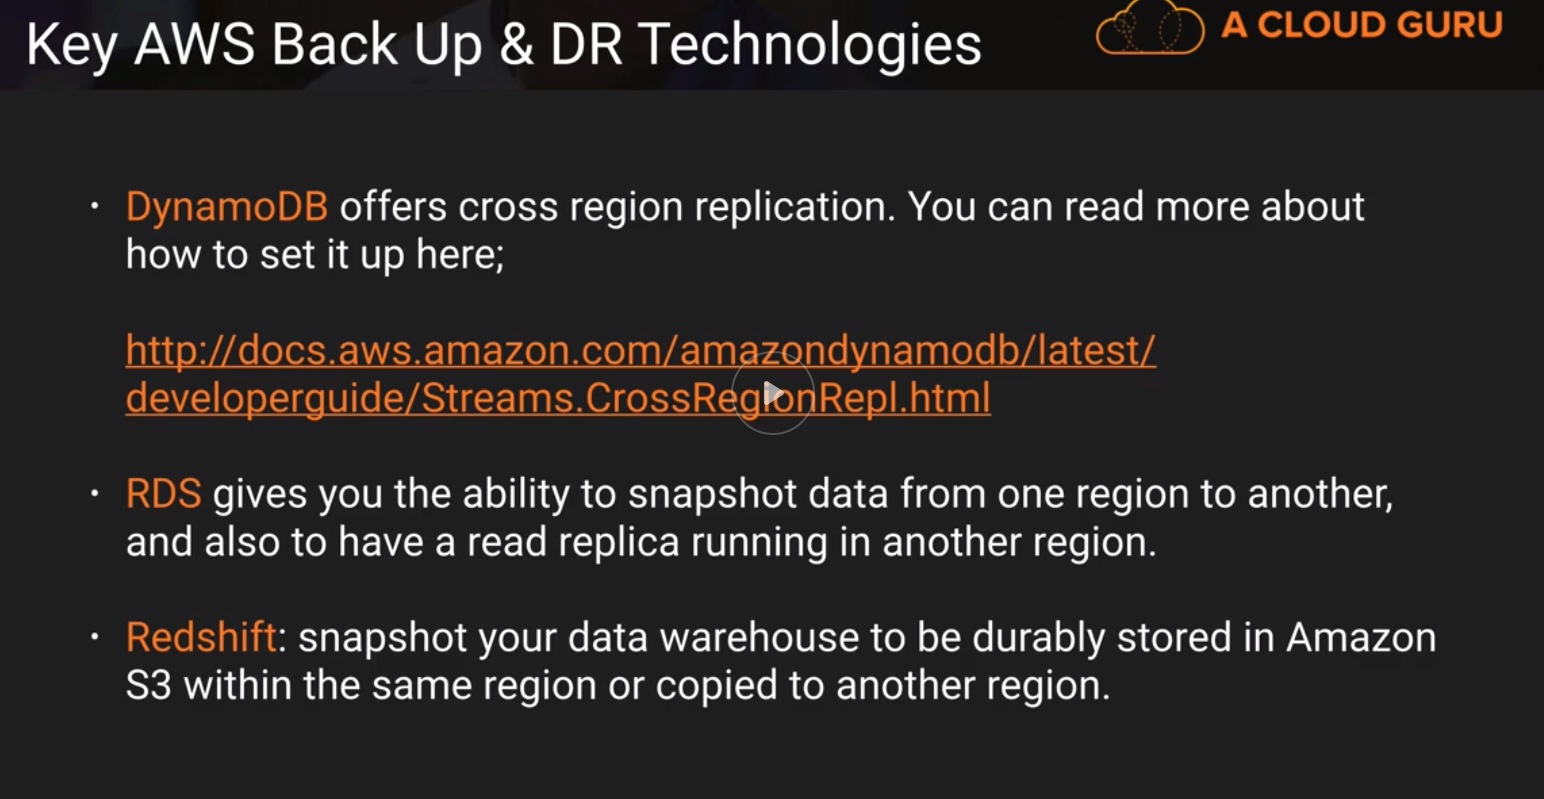 Key AWS Back Up & DR Technologies
A CLOUD GURU
• DynamoDB offers cross region replication. You can read more about
how to set it up here;
http://docs.aws.amazon.com/amazondynamodb/latest/
developerguide/Streams.CrossRegionRepl.html
• RDS gives you the ability to snapshot data from one region to another,
and also to have a read replica running in another region.
• Redshift: snapshot your data warehouse to be durably stored in Amazon
S3 within the same region or copied to another region.